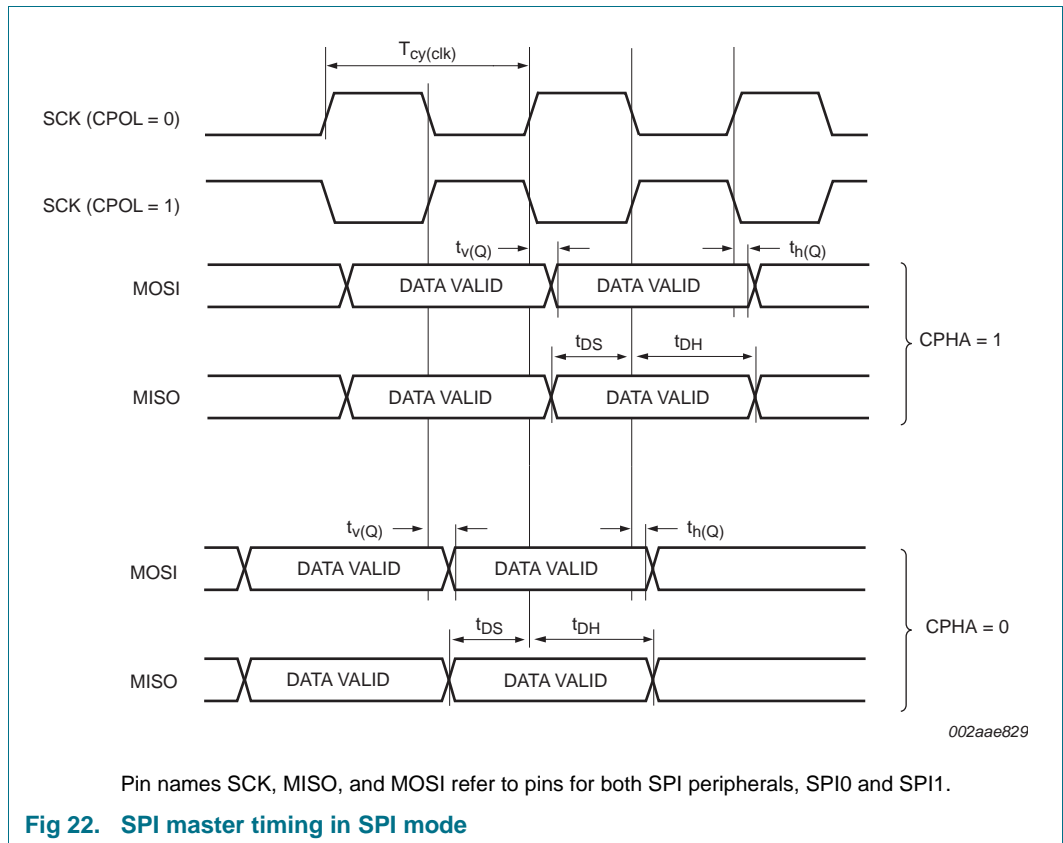 Tcy(clk)
SCK (CPOL = 0)
SCK (CPOL = 1)
tv(Q) th(Q)
MOSI DATA VALID DATA VALID
CPHA = 1
tDS tDH
MISO DATA VALID DATA VALID
tv(Q) th(Q)
MOSI DATA VALID DATA VALID
CPHA = 0
tDS tDH
MISO DATA VALID DATA VALID
002aae829
Pin names SCK, MISO, and MOSI refer to pins for both SPI peripherals, SPI0 and SPI1.
Fig 22. SPI master timing in SPI mode